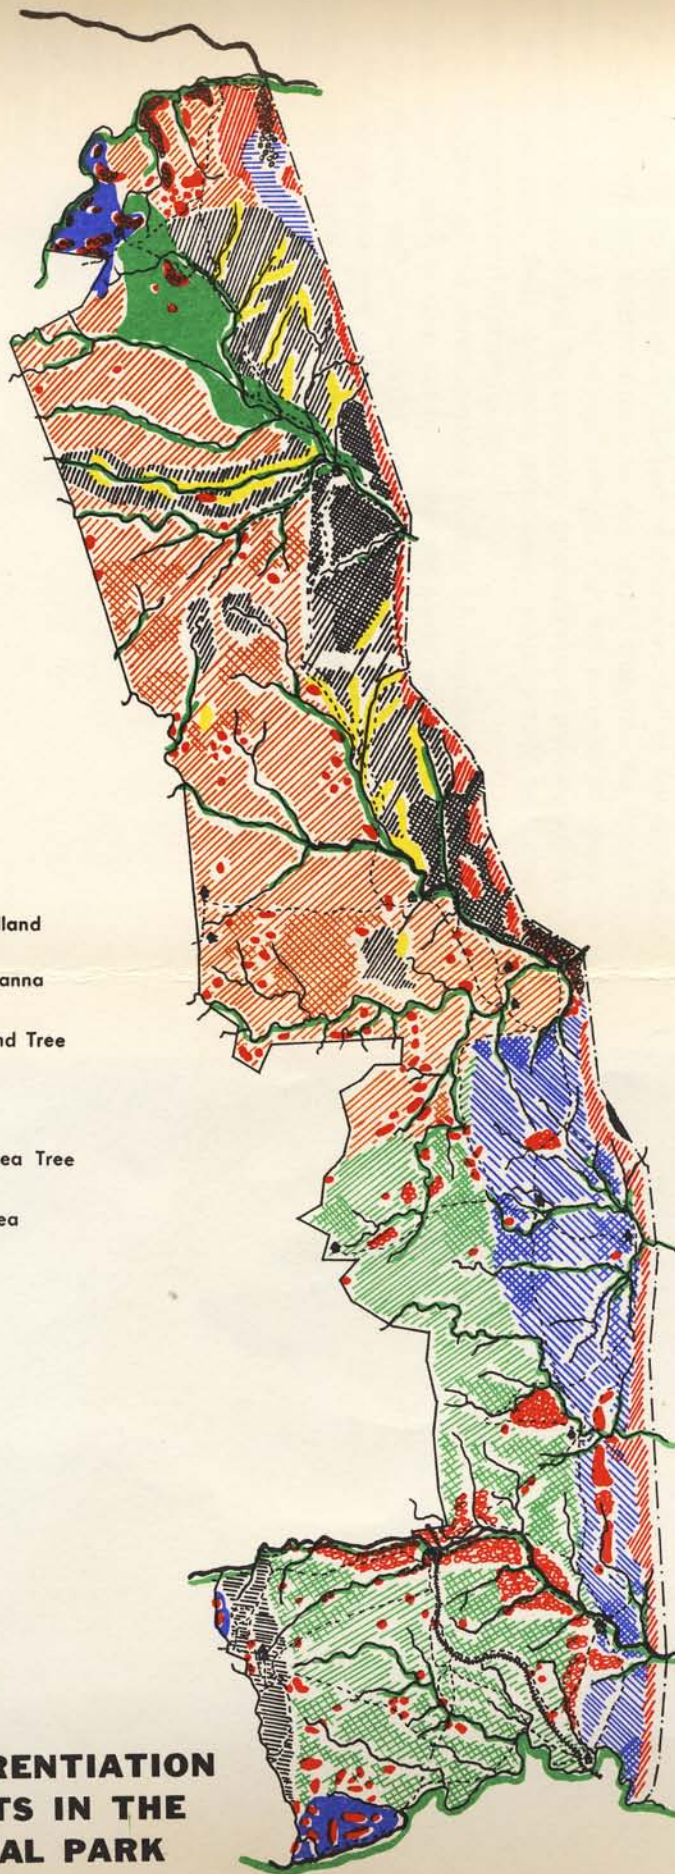 land
anna
nd Tree
ea Tree
ea
RENTIATION
TS IN THE
AL PARK